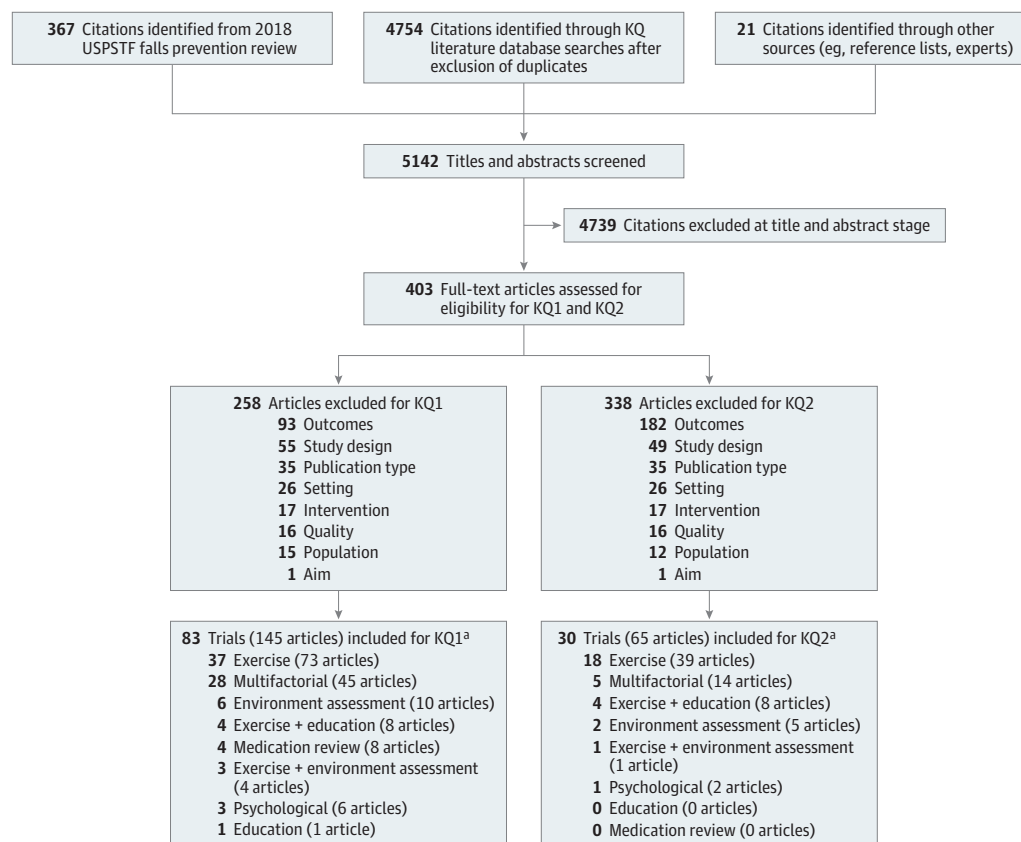 367 Citations identified from 2018
USPSTF falls prevention review
4754 Citations identified through KQ
literature database searches after
exclusion of duplicates
21 Citations identified through other
sources (eg, reference lists, experts)
5142 Titles and abstracts screened
4739 Citations excluded at title and abstract stage
403 Full-text articles assessed for
eligibility for KQ1 and KQ2
258 Articles excluded for KQ1
93 Outcomes
55 Study design
35 Publication type
26 Setting
17 Intervention
16 Quality
15 Population
1 Aim
338 Articles excluded for KQ2
182 Outcomes
49 Study design
35 Publication type
26 Setting
17 Intervention
16 Quality
12 Population
1 Aim
83 Trials (145 articles) included for KQ1a
37 Exercise (73 articles)
28 Multifactorial (45 articles)
6 Environment assessment (10 articles)
4 Exercise + education (8 articles)
4 Medication review (8 articles)
3 Exercise + environment assessment
(4 articles)
3 Psychological (6 articles)
1 Education (1 article)
30 Trials (65 articles) included for KQ2a
18 Exercise (39 articles)
5 Multifactorial (14 articles)
4 Exercise + education (8 articles)
2 Environment assessment (5 articles)
1 Exercise + environment assessment
(1 article)
1 Psychological (2 articles)
0 Education (0 articles)
0 Medication review (0 articles)